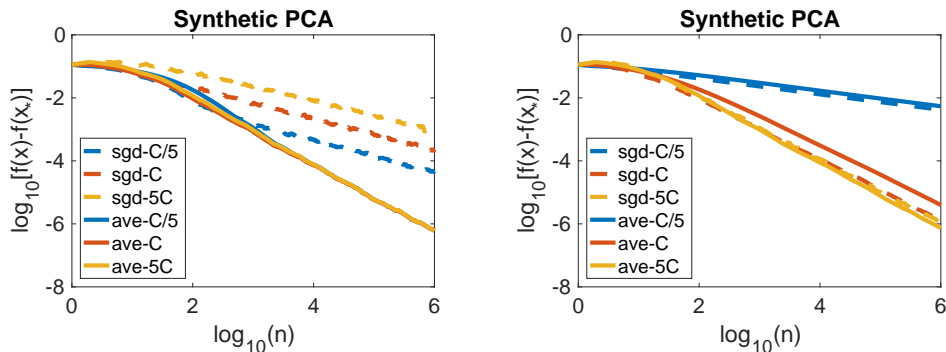 Synthetic PCA
log10[f(x)-f(x*)]
0
-2
-4
-6
-8
sgd-C/5
sgd-C
sgd-5C
ave-C/5
ave-C
ave-5C
0
2
4
6
log10(n)
Synthetic PCA
log10[f(x)-f(x*)]
0
-2
-4
-6
-8
sgd-C/5
sgd-C
sgd-5C
ave-C/5
ave-C
ave-5C
0
2
4
6
log10(n)